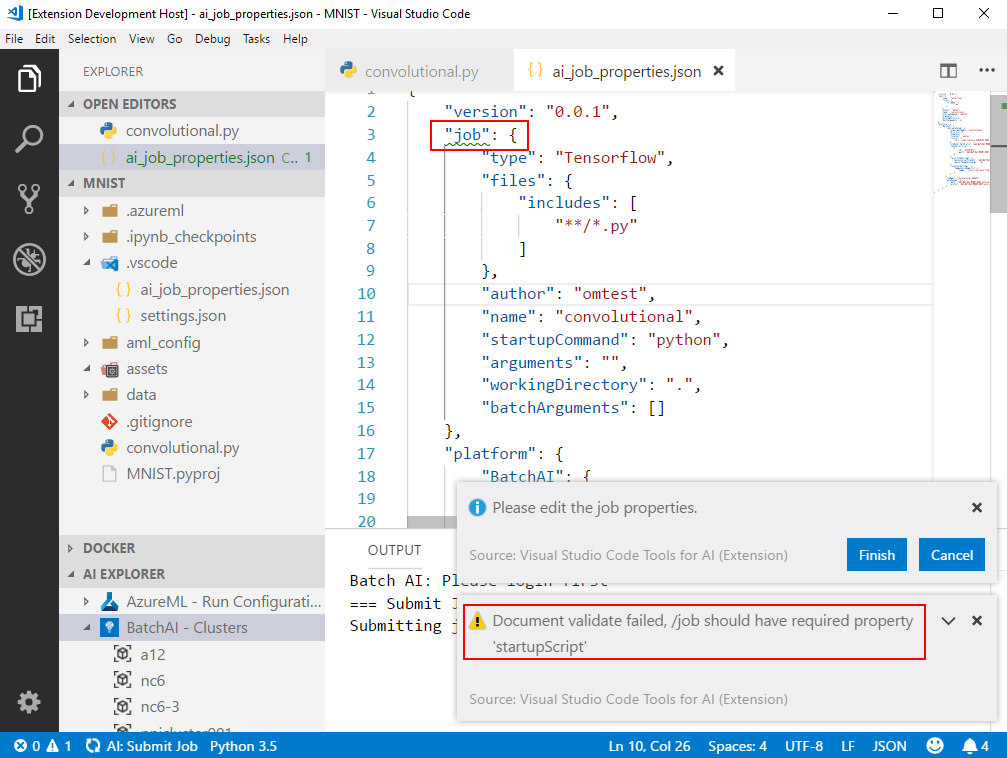 [Extension Development Host] - ai_job_properties.json - MNIST - Visual Studio Code
File Edit Selection View Go Debug Tasks Help
EXPLORER
OPEN EDITORS
convolutional.py
{} ai_job_properties.json C.. 1
MNIST
.azureml
.ipynb_checkpoints
.vscode
{} ai_job_properties.json
{} settings.json
aml_config
assets
data
.gitignore
convolutional.py
MNIST.pyproj
DOCKER
AI EXPLORER
AzureML - Run Configurati...
BatchAI - Clusters
a12
nc6
nc6-3
convolutional.py
{} ai_job_properties.json
1 {
2 "version": "0.0.1",
3 "job": {
4 "type": "Tensorflow",
5 "files": {
6 "includes": [
7 "**/*.py"
8 ]
9 },
10 "author": "omtest",
11 "name": "convolutional",
12 "startupCommand": "python",
13 "arguments": "",
14 "workingDirectory": ".",
15 "batchArguments": []
16 },
17 "platform": {
18 "BatchAI": {
19
20
OUTPUT
Batch AI: Please login first
=== Submit
Submitting
Please edit the job properties.
Source: Visual Studio Code Tools for AI (Extension)
Finish Cancel
Document validate failed, /job should have required property
'startupScript'
Source: Visual Studio Code Tools for AI (Extension)
0 1 AI: Submit Job Python 3.5 Ln 10, Col 26 Spaces: 4 UTF-8 LF JSON 4